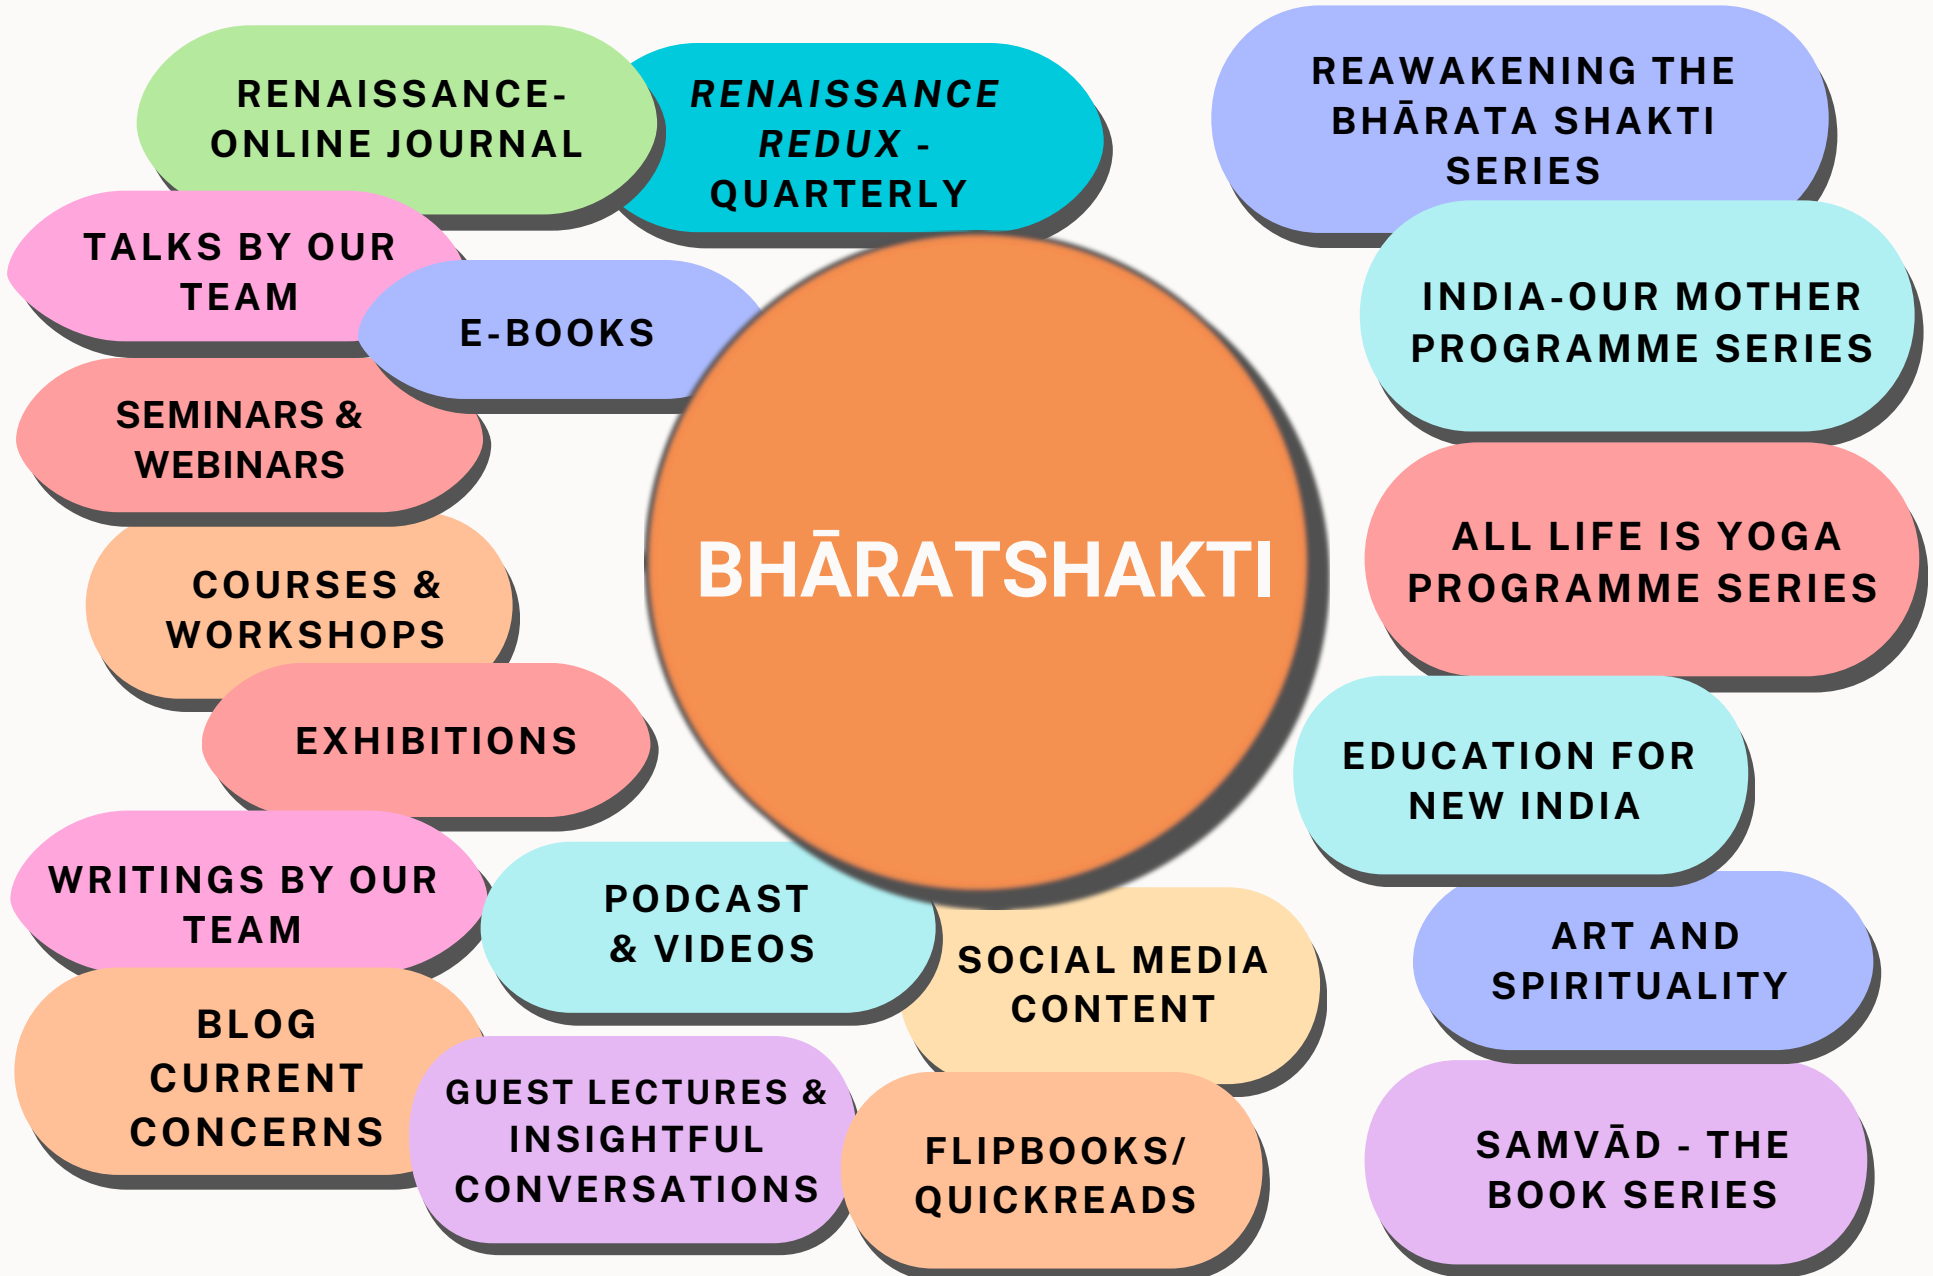 RENAISSANCE-
ONLINE JOURNAL
RENAISSANCE
REDUX -
QUARTERLY
REAWAKENING THE
BHĀRATA SHAKTI
SERIES
TALKS BY OUR
TEAM
E-BOOKS
INDIA-OUR MOTHER
PROGRAMME SERIES
SEMINARS &
WEBINARS
BHĀRATSHAKTI
ALL LIFE IS YOGA
PROGRAMME SERIES
COURSES &
WORKSHOPS
EXHIBITIONS
EDUCATION FOR
NEW INDIA
WRITINGS BY OUR
TEAM
PODCAST
& VIDEOS
SOCIAL MEDIA
CONTENT
ART AND
SPIRITUALITY
BLOG
CURRENT
CONCERNS
GUEST LECTURES &
INSIGHTFUL
CONVERSATIONS
FLIPBOOKS/
QUICKREADS
SAMVĀD - THE
BOOK SERIES